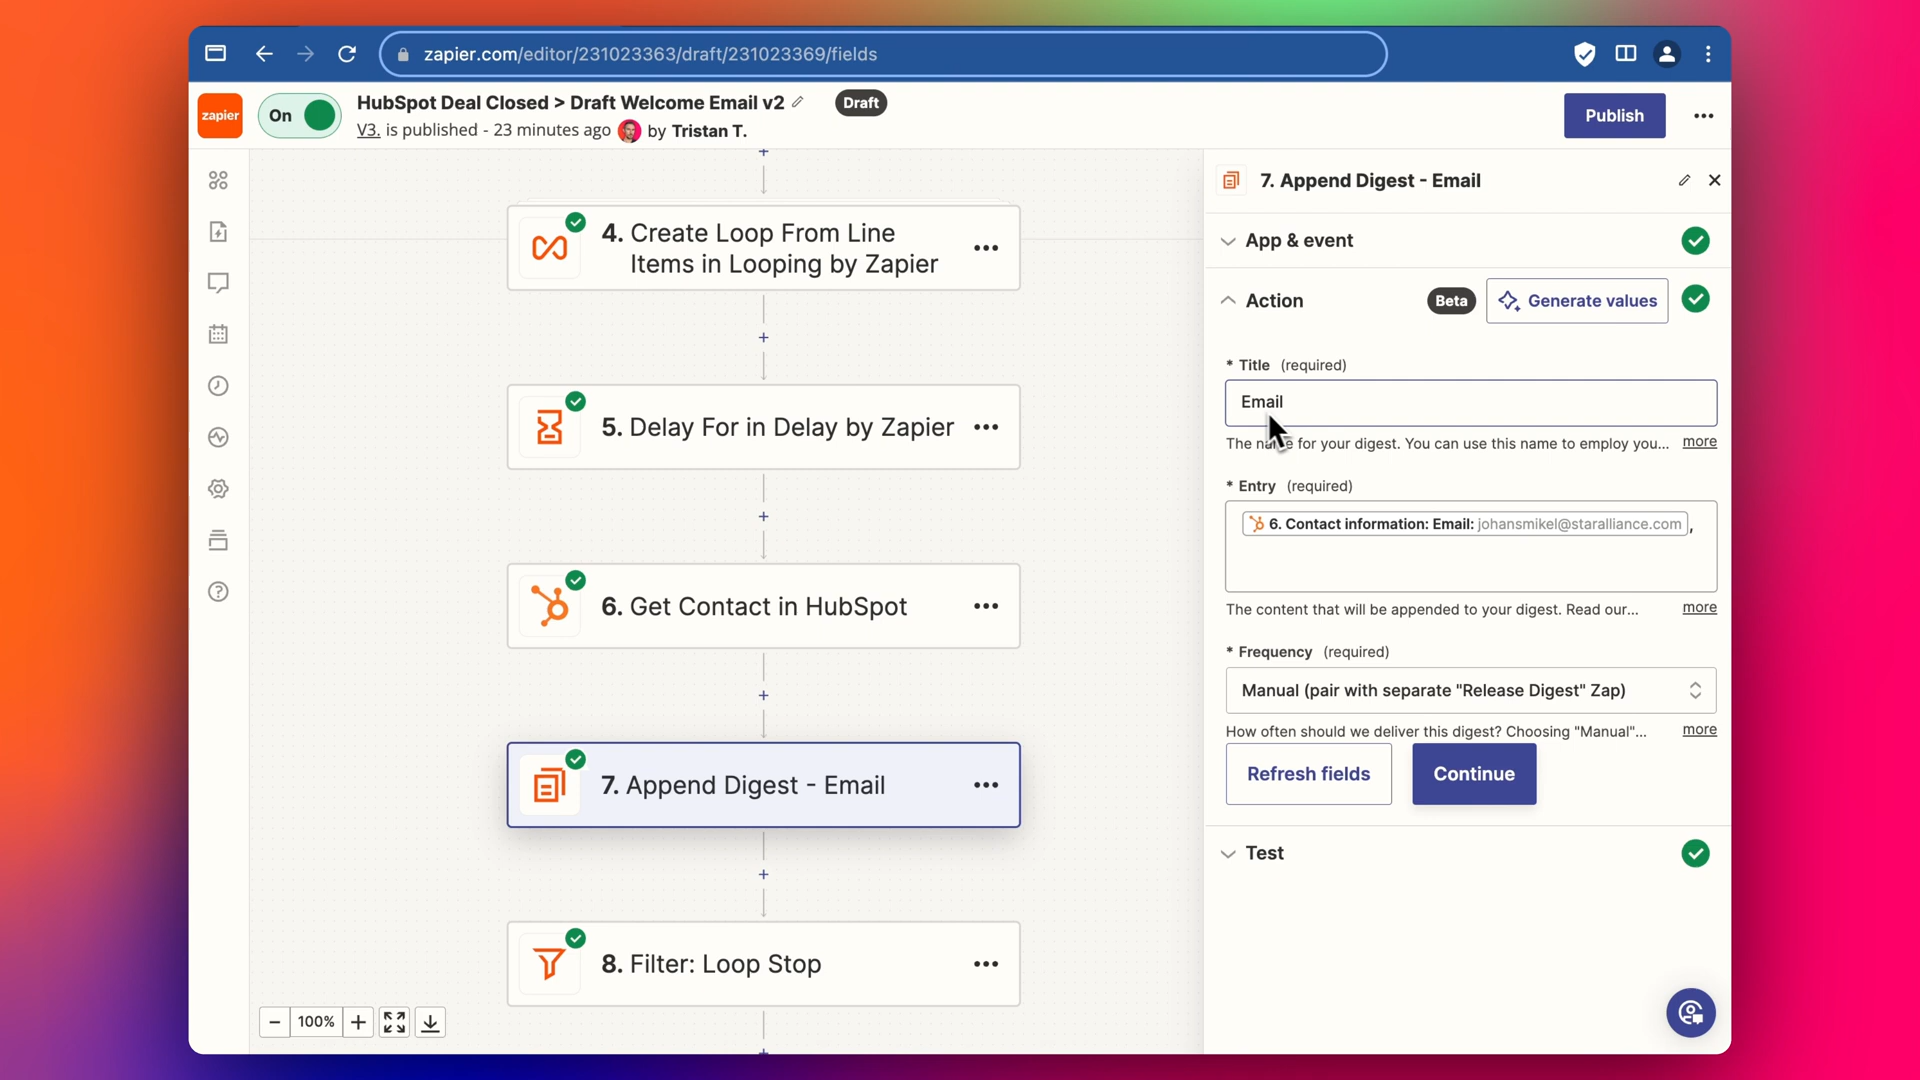 zapier.com/editor/231023363/draft/231023369/fields
zapier
On
HubSpot Deal Closed > Draft Welcome Email v2
Draft
V3. is published - 23 minutes ago by Tristan T.
Publish
4. Create Loop From Line
Items in Looping by Zapier
5. Delay For in Delay by Zapier
6. Get Contact in HubSpot
7. Append Digest - Email
8. Filter: Loop Stop
100%
7. Append Digest - Email
App & event
Action
Beta
Generate values
* Title (required)
Email
The name for your digest. You can use this name to employ you... more
* Entry (required)
6. Contact information: Email: johansmikel@staralliance.com ,
The content that will be appended to your digest. Read our... more
* Frequency (required)
Manual (pair with separate "Release Digest" Zap)
How often should we deliver this digest? Choosing "Manual"... more
Refresh fields
Continue
Test